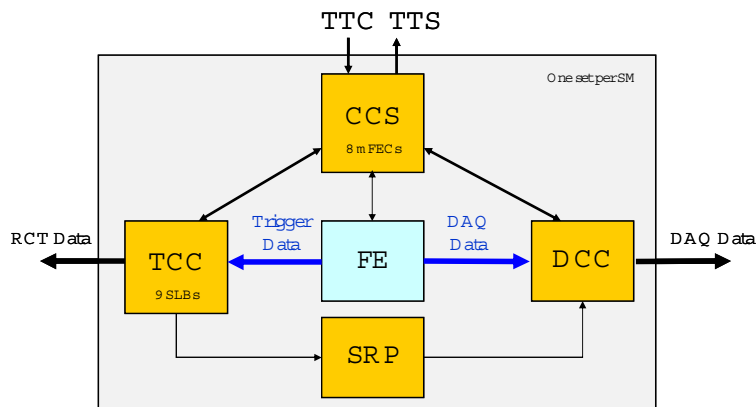 TTC TTS
One set per SM
CCS
8 mFECs
Trigger
Data
DAQ
Data
RCT Data
TCC
9 SLBs
FE
DCC
DAQ Data
SRP